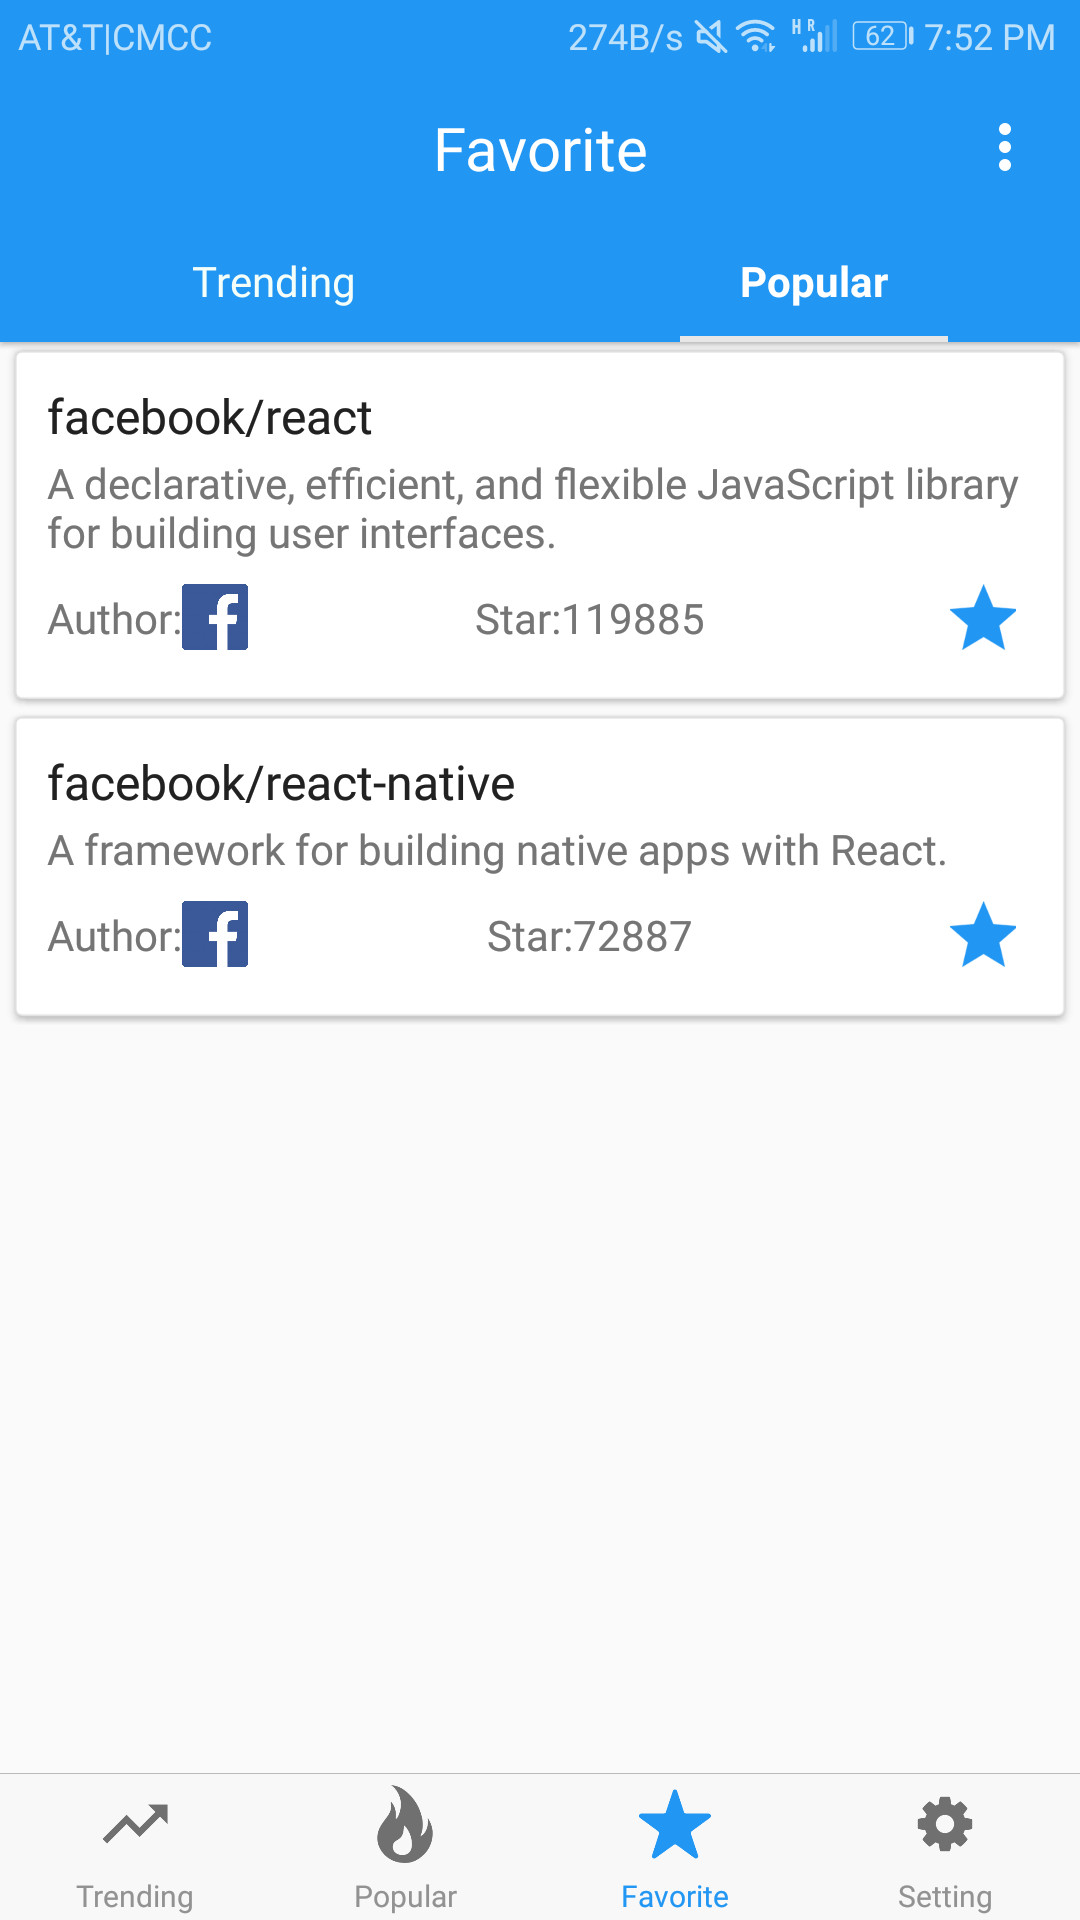 AT&T|CMCC 274B/s H R 62 7:52 PM
Favorite
Trending Popular
facebook/react
A declarative, efficient, and flexible JavaScript library
for building user interfaces.
Author: f Star:119885
facebook/react-native
A framework for building native apps with React.
Author: f Star:72887
Trending Popular Favorite Setting